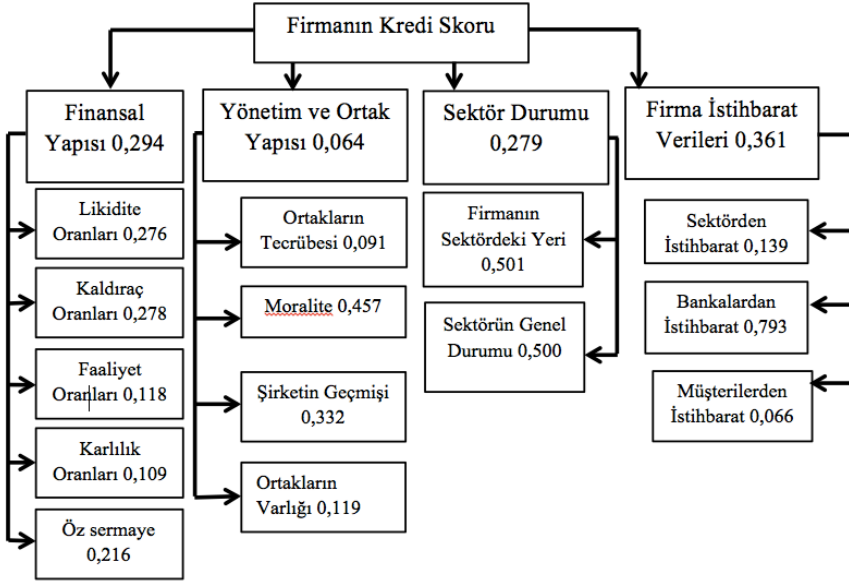 Firmanın Kredi Skoru
Finansal
Yapısı 0,294
Likidite
Oranları 0,276
Kaldıraç
Oranları 0,278
Faaliyet
Oranları 0,118
Karlılık
Oranları 0,109
Öz sermaye
0,216
Yönetim ve Ortak
Yapısı 0,064
Ortakların
Tecrübesi 0,091
Moralite 0,457
Şirketin Geçmişi
0,332
Ortakların
Varlığı 0,119
Sektör Durumu
0,279
Firmanın
Sektördeki Yeri
0,501
Sektörün Genel
Durumu 0,500
Firma İstihbarat
Verileri 0,361
Sektörden
İstihbarat 0,139
Bankalardan
İstihbarat 0,793
Müşterilerden
İstihbarat 0,066